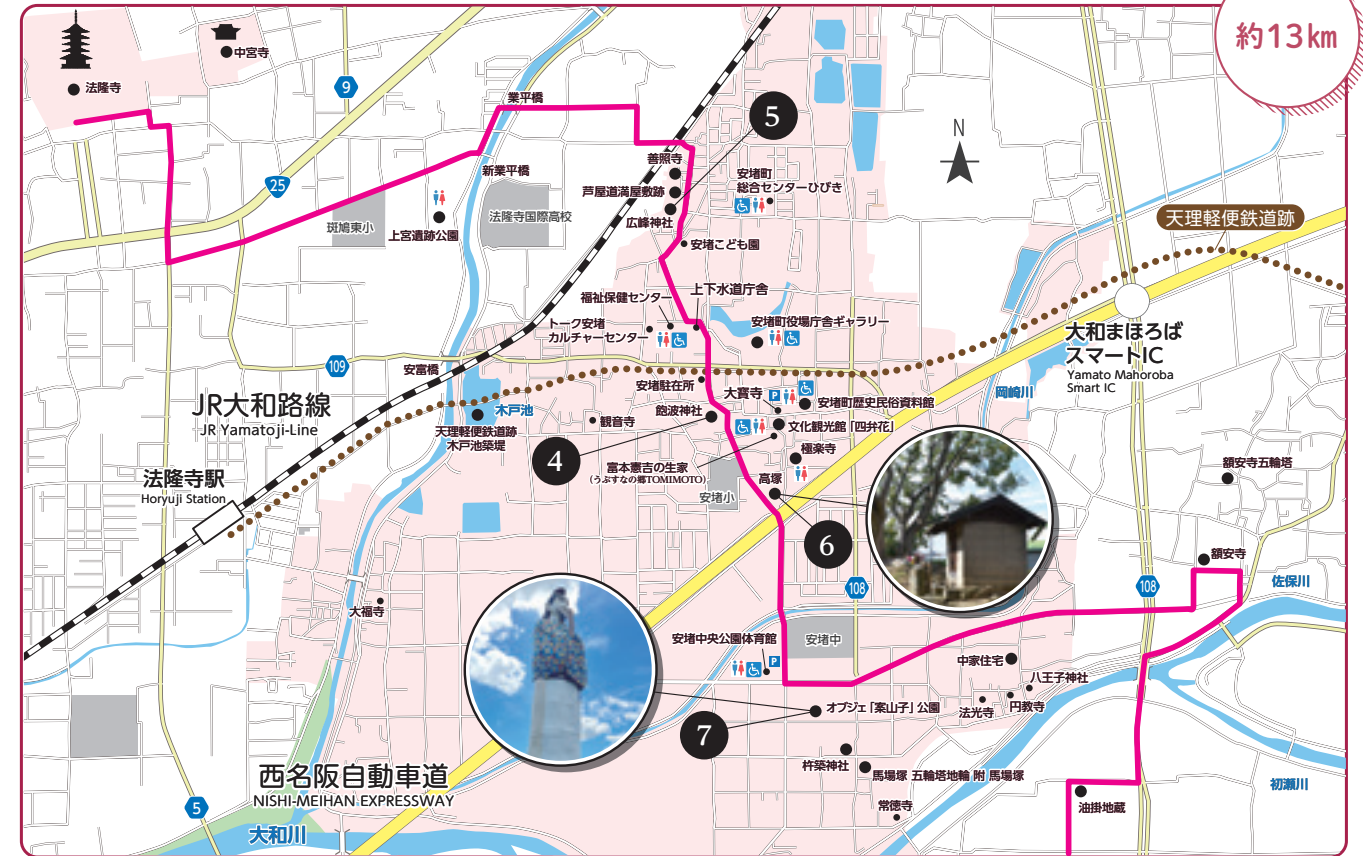 約13km
法隆寺
中宮寺
9
業平橋
5
N
善照寺
新業平橋
芦屋道満屋敷跡
安堵町
総合センターひびき
25
法隆寺国際高校
広峰神社
斑鳩東小
上宮遺跡公園
天理軽便鉄道跡
安堵こども園
福祉保健センター
上下水道庁舎
トーク安堵
カルチャーセンター
安堵町役場庁舎ギャラリー
大和まほろば
スマートIC
Yamato Mahoroba
Smart IC
109
安富橋
安堵駐在所
大寶寺
P
安堵町歴史民俗資料館
岡崎川
JR大和路線
JR Yamatoji-Line
木戸池
天理軽便鉄道跡
木戸池築堤
観音寺
飽波神社
文化観光館「四弁花」
4
極楽寺
富本憲吉の生家
(うぶすなの郷TOMIMOTO)
高塚
額安寺五輪塔
法隆寺駅
Horyuji Station
安堵小
6
額安寺
108
108
佐保川
大福寺
安堵中央公園体育館
P
安堵中
中家住宅
八王子神社
法光寺
円教寺
オブジェ「案山子」公園
7
杵築神社
馬場塚 五輪塔地輪 附 馬場塚
西名阪自動車道
NISHI-MEIHAN EXPRESSWAY
初瀬川
5
常徳寺
油掛地蔵
大和川